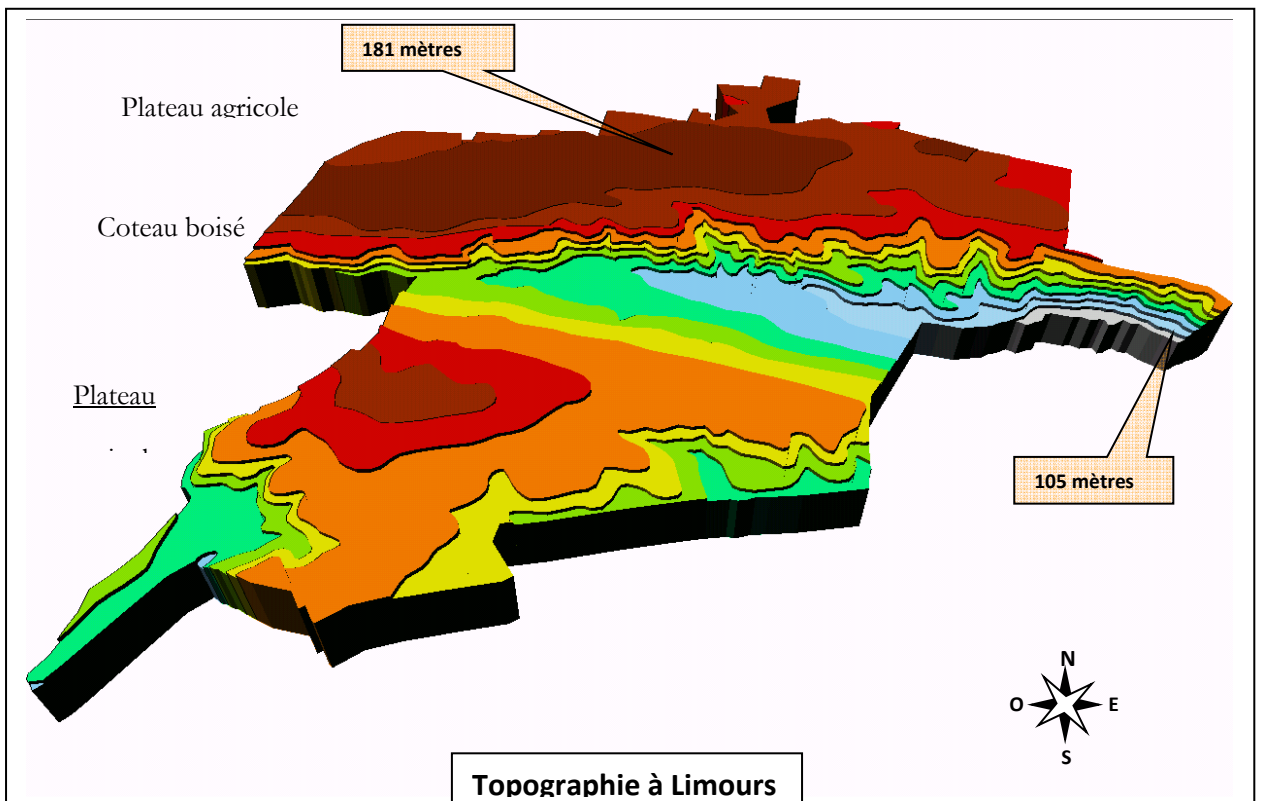 181 mètres
Plateau agricole
Coteau boisé
Plateau
105 mètres
N
O E
S
Topographie à Limours